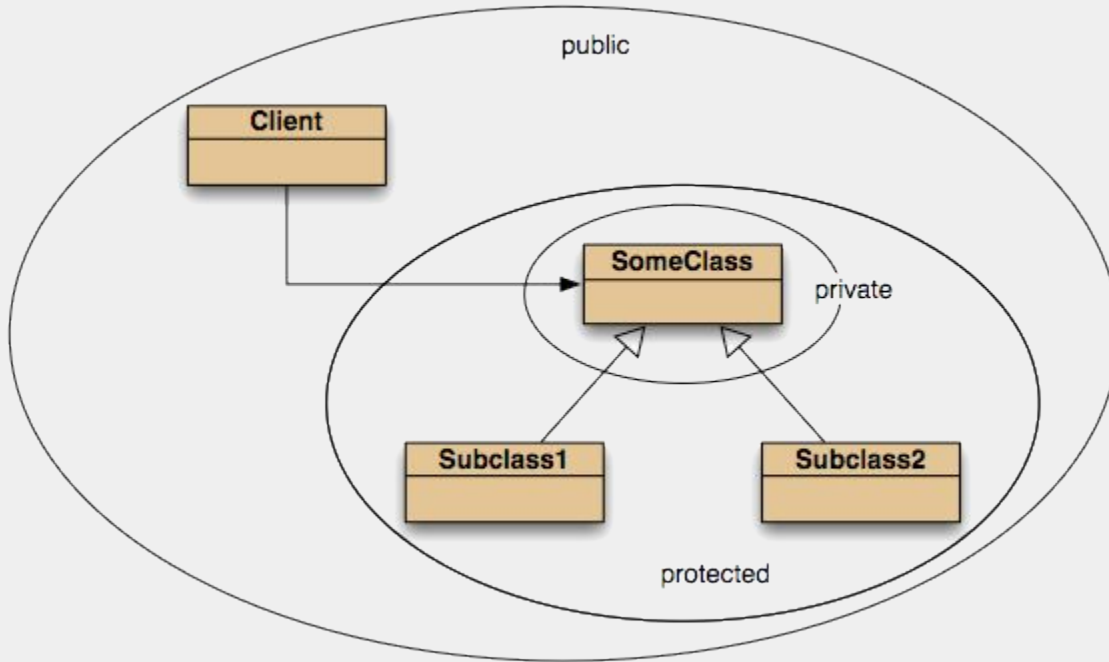 public
Client
SomeClass
private
Subclass1
Subclass2
protected